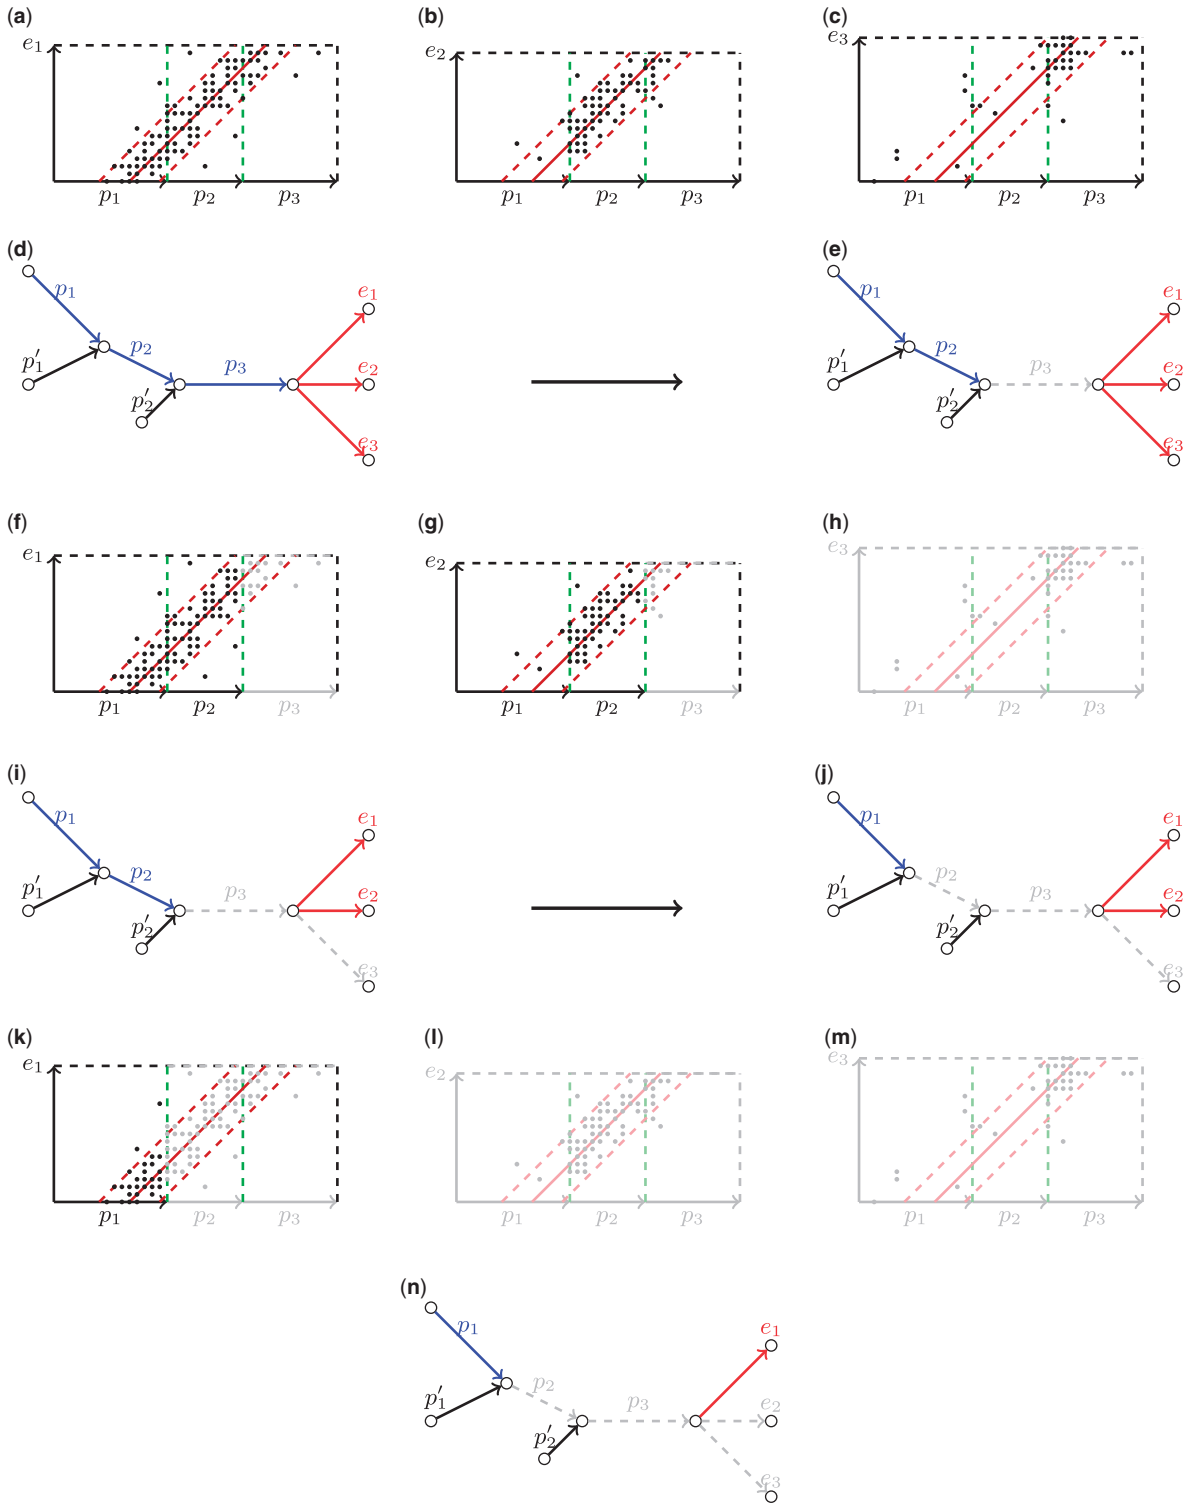 (a) (b) (c)
e₁ e₂ e₃
p₁ p₂ p₃ p₁ p₂ p₃ p₁ p₂ p₃
(d) (e)
p₁ e₁ p₁ e₁
p′₁ p₂ p₃ e₂ p′₁ p₂ p₃ e₂
p′₂ p′₂
e₃ e₃
(f) (g) (h)
e₁ e₂ e₃
p₁ p₂ p₃ p₁ p₂ p₃ p₁ p₂ p₃
(i) (j)
p₁ e₁ p₁ e₁
p′₁ p₂ p₃ e₂ p′₁ p₂ p₃ e₂
p′₂ p′₂
e₃ e₃
(k) (l) (m)
e₁ e₂ e₃
p₁ p₂ p₃ p₁ p₂ p₃ p₁ p₂ p₃
(n)
p₁ e₁
p′₁ p₂ p₃ e₂
p′₂
e₃